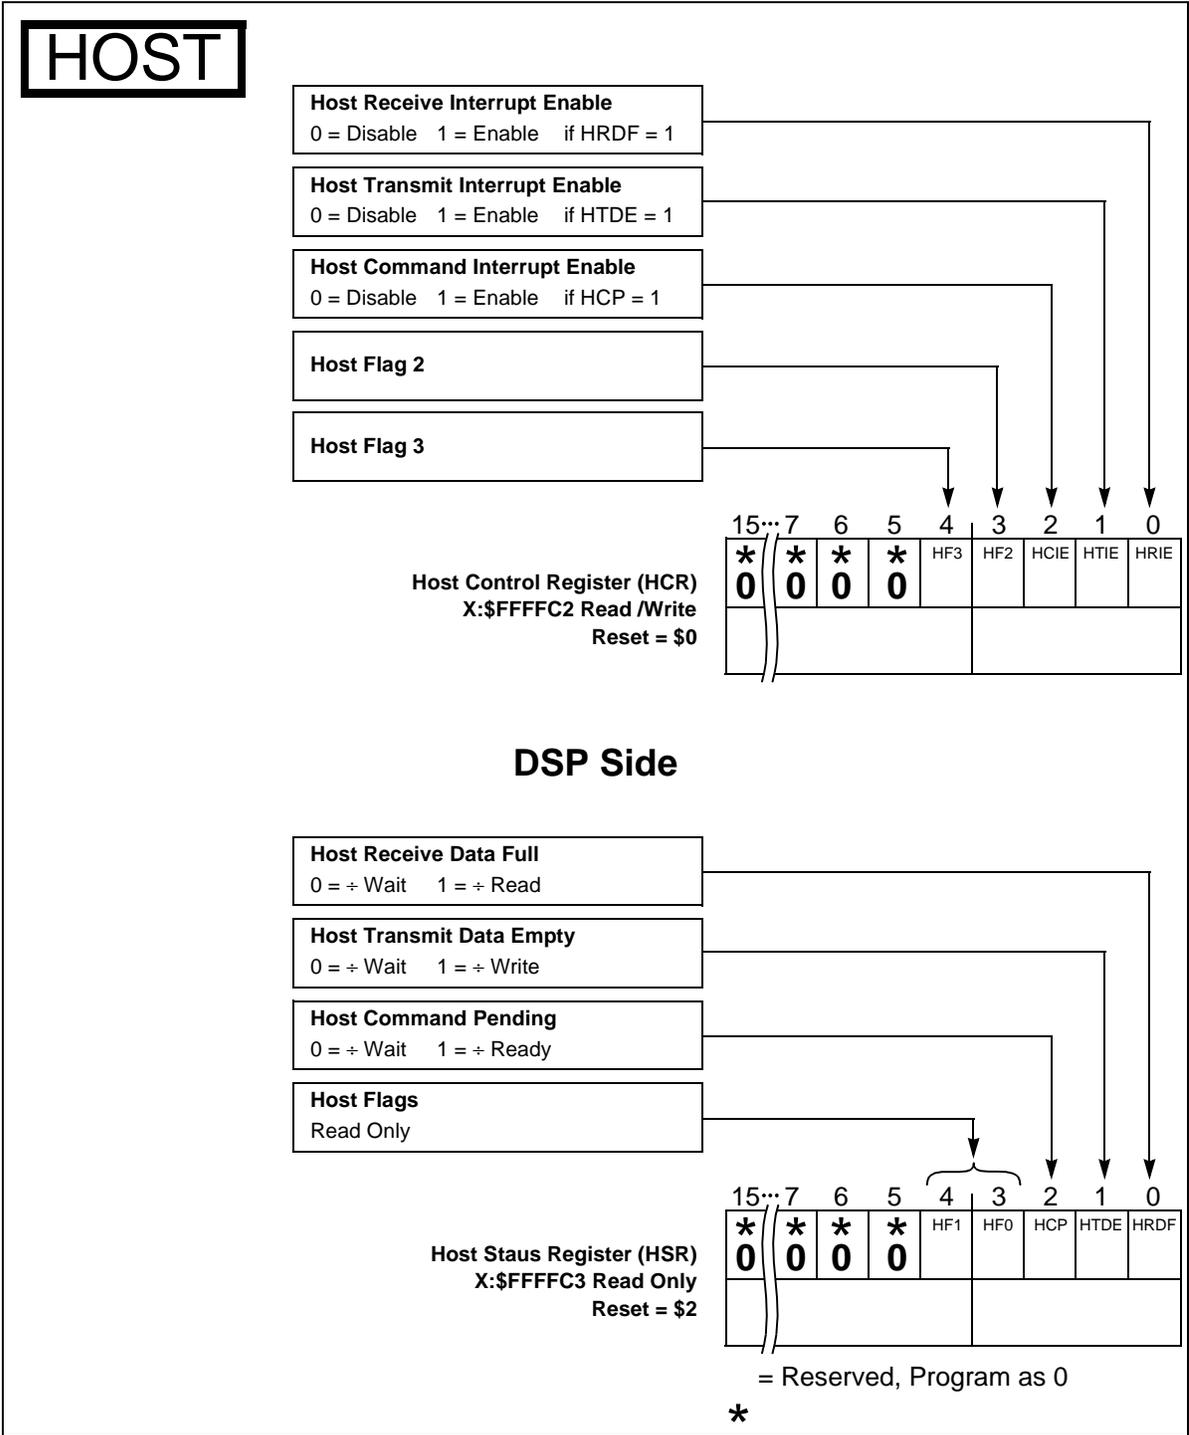 HOST
Host Receive Interrupt Enable
0 = Disable 1 = Enable if HRDF = 1
Host Transmit Interrupt Enable
0 = Disable 1 = Enable if HTDE = 1
Host Command Interrupt Enable
0 = Disable 1 = Enable if HCP = 1
Host Flag 2
Host Flag 3
15··· 7 6 5 4 3 2 1 0
* * * * HF3 HF2 HCIE HTIE HRIE
0 0 0 0
Host Control Register (HCR)
X:$FFFFC2 Read /Write
Reset = $0
DSP Side
Host Receive Data Full
0 = ÷ Wait 1 = ÷ Read
Host Transmit Data Empty
0 = ÷ Wait 1 = ÷ Write
Host Command Pending
0 = ÷ Wait 1 = ÷ Ready
Host Flags
Read Only
15··· 7 6 5 4 3 2 1 0
* * * * HF1 HF0 HCP HTDE HRDF
0 0 0 0
Host Staus Register (HSR)
X:$FFFFC3 Read Only
Reset = $2
= Reserved, Program as 0
*